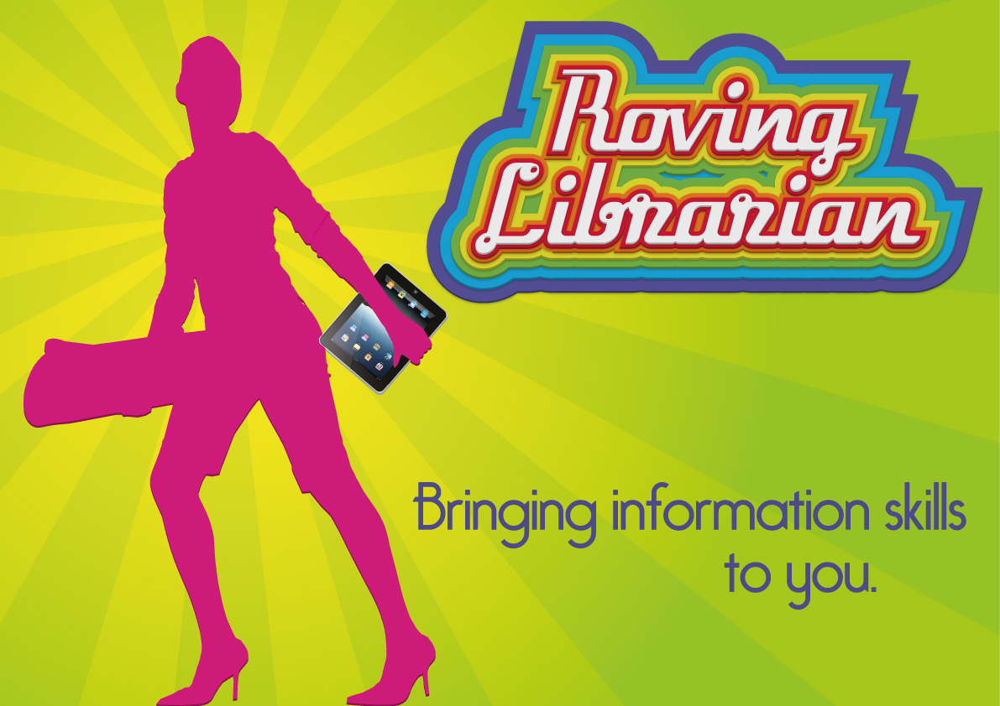 Roving
Librarian
Bringing information skills
to you.